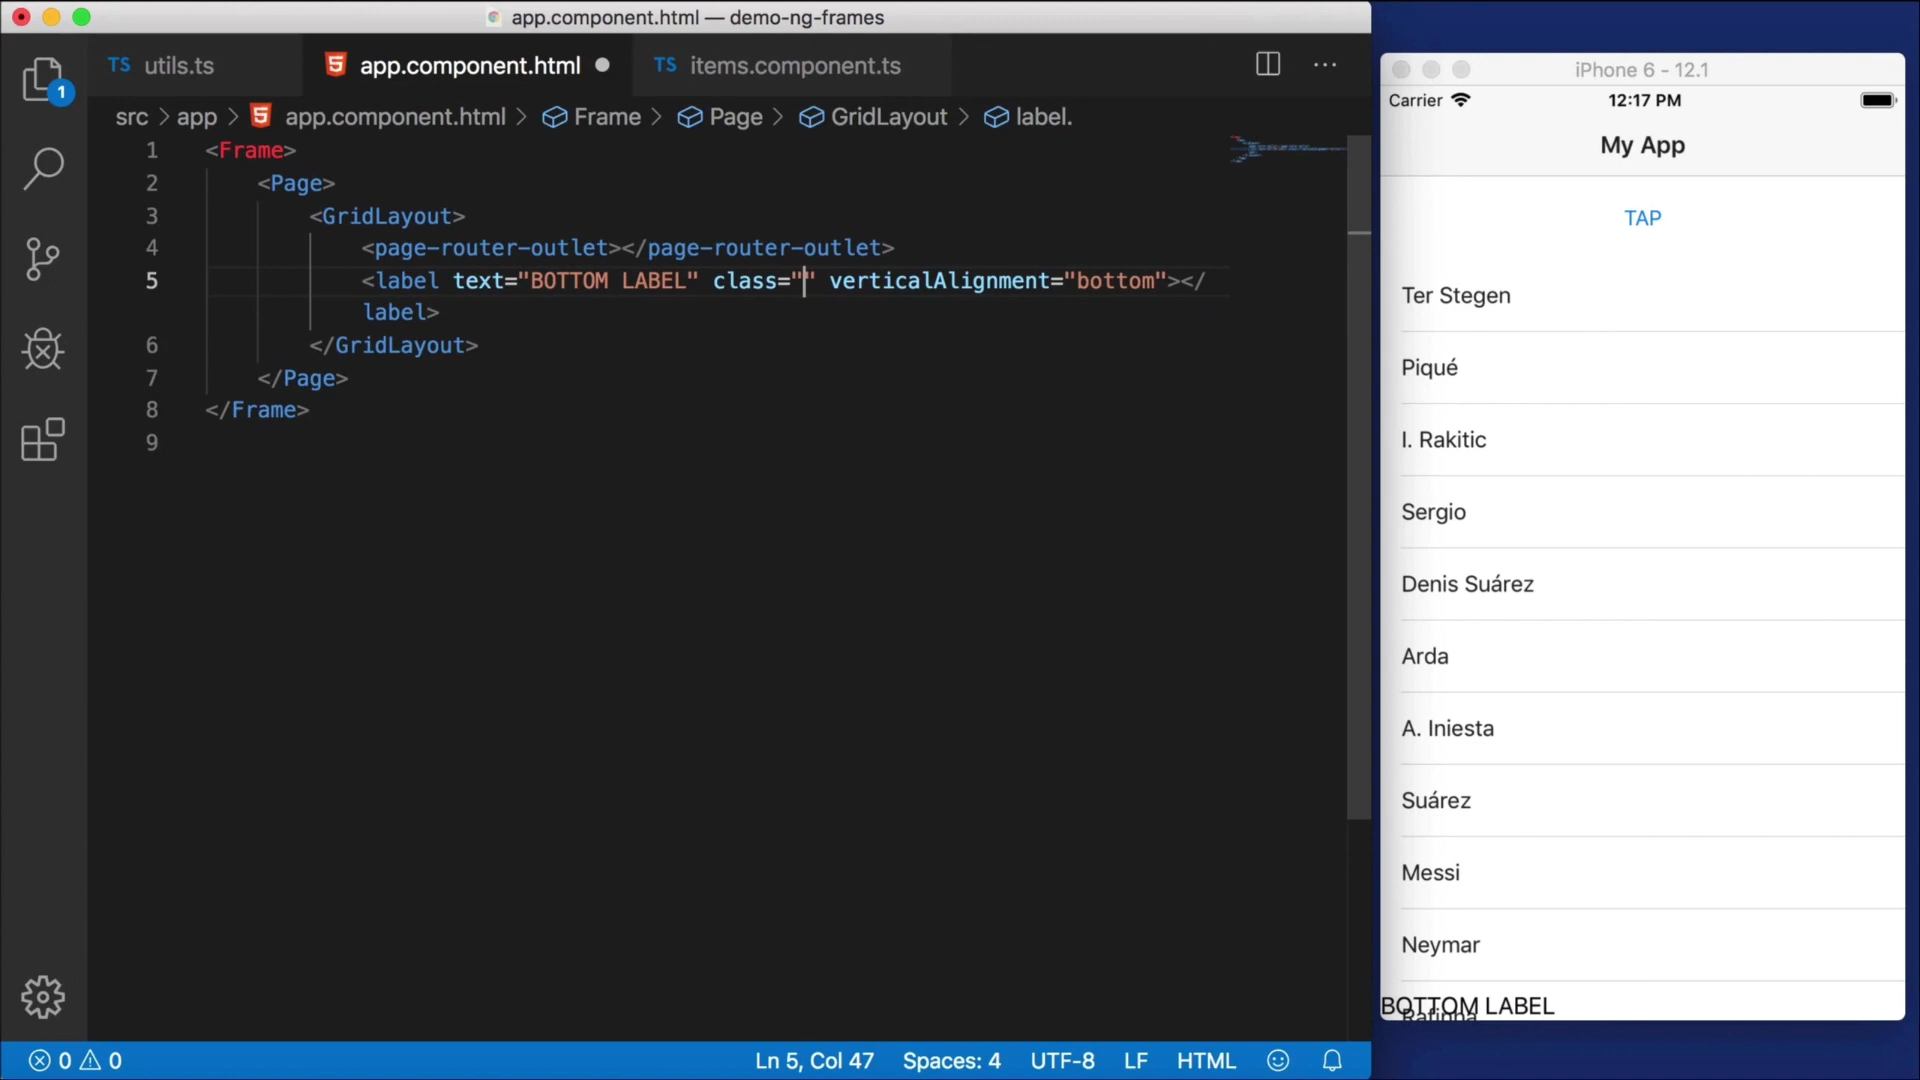 app.component.html — demo-ng-frames
TS utils.ts
app.component.html
TS items.component.ts
1
src > app > app.component.html > Frame > Page > GridLayout > label.
1 <Frame>
2 <Page>
3 <GridLayout>
4 <page-router-outlet></page-router-outlet>
5 <label text="BOTTOM LABEL" class="" verticalAlignment="bottom"></
label>
6 </GridLayout>
7 </Page>
8 </Frame>
9
0 0
Ln 5, Col 47 Spaces: 4 UTF-8 LF HTML
iPhone 6 - 12.1
Carrier 12:17 PM
My App
TAP
Ter Stegen
Piqué
I. Rakitic
Sergio
Denis Suárez
Arda
A. Iniesta
Suárez
Messi
Neymar
BOTTOM LABEL
Rafinha